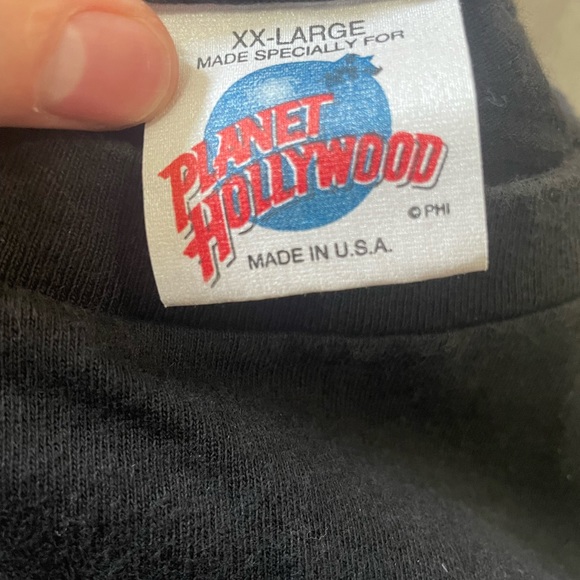 XX-LARGE
MADE SPECIALLY FOR
PLANET
HOLLYWOOD
© PHI
MADE IN U.S.A.